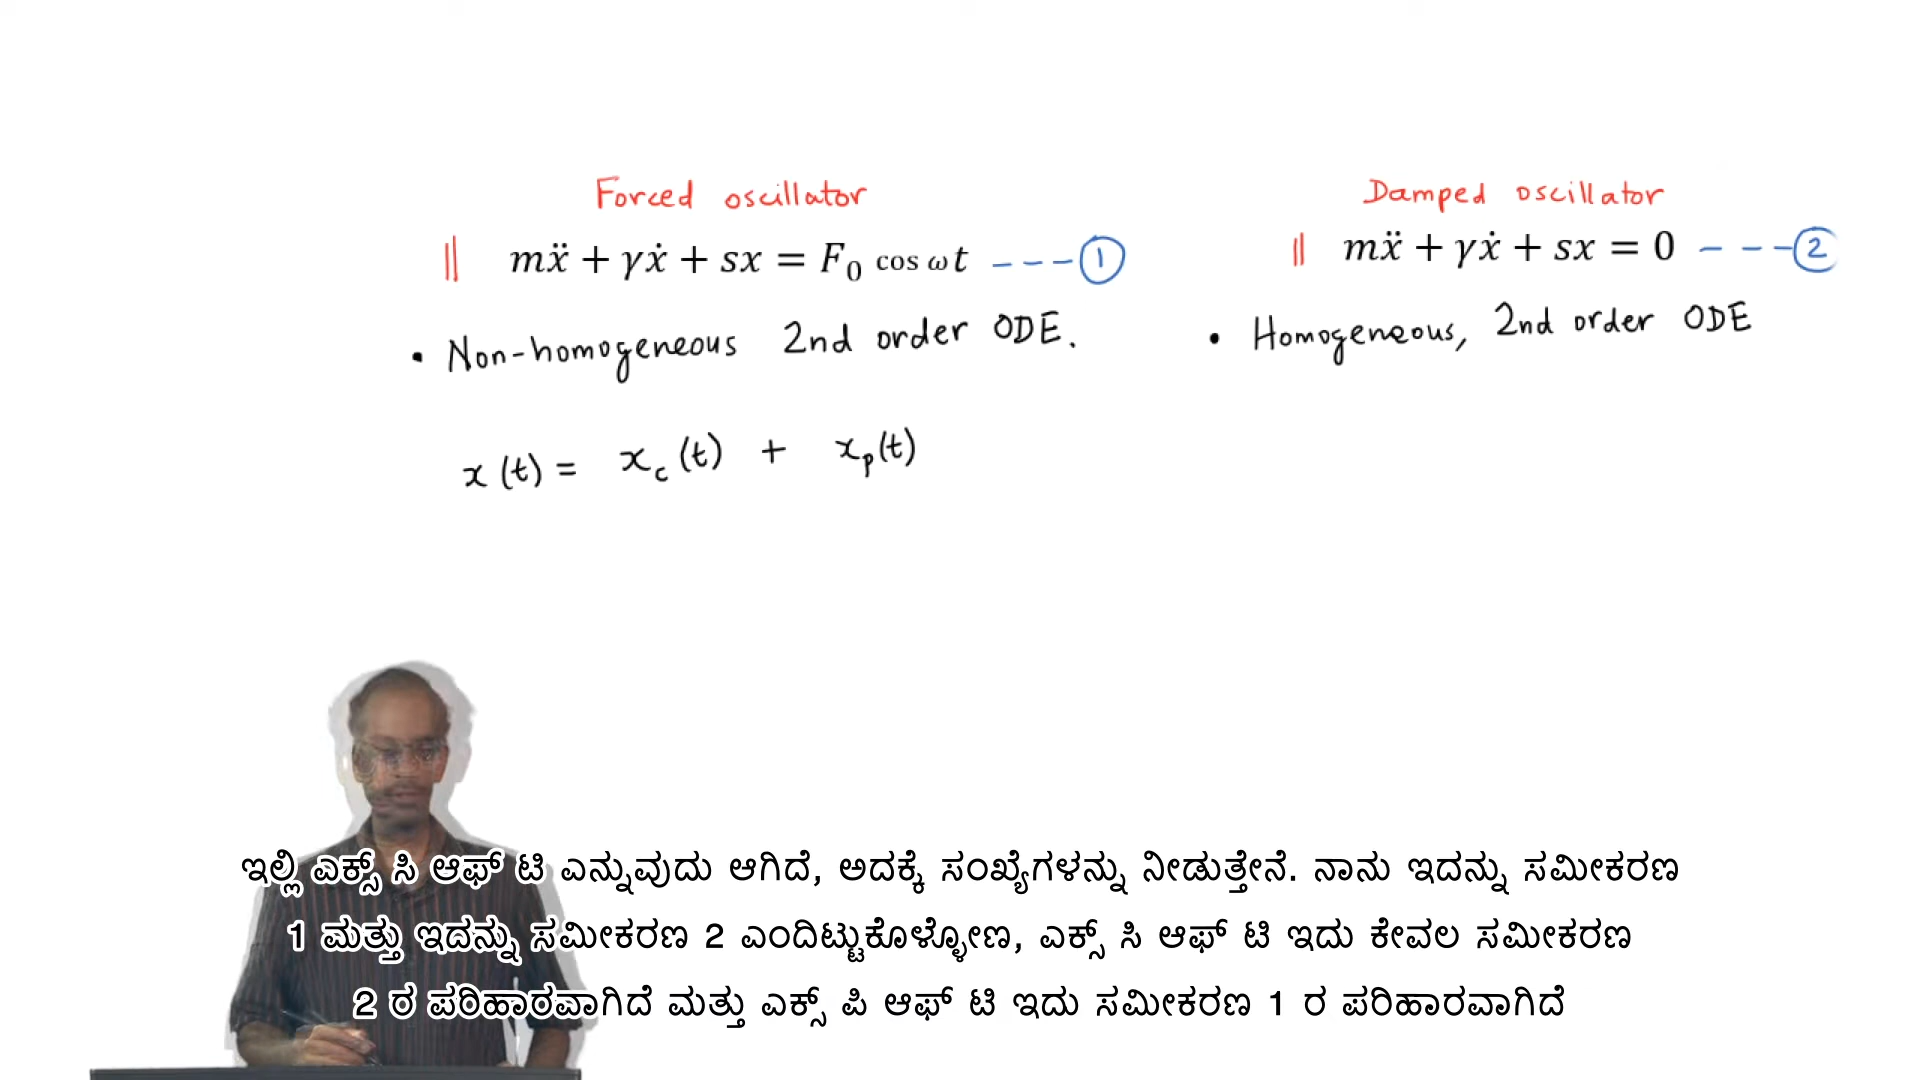 Forced oscillator
|| mẍ + γẋ + sx = F₀ cos ωt ---①
• Non-homogeneous 2nd order ODE.
x(t) = x_c(t) + x_p(t)
Damped oscillator
|| mẍ + γẋ + sx = 0 ---②
• Homogeneous, 2nd order ODE
ಇಲ್ಲಿ ಎಕ್ಸ್ ಸಿ ಆಫ್ ಟಿ ಎನ್ನುವುದು ಆಗಿದೆ, ಅದಕ್ಕೆ ಸಂಖ್ಯೆಗಳನ್ನು ನೀಡುತ್ತೇನೆ. ನಾನು ಇದನ್ನು ಸಮೀಕರಣ
1 ಮತ್ತು ಇದನ್ನು ಸಮೀಕರಣ 2 ಎಂದಿಟ್ಟುಕೊಳ್ಳೋಣ, ಎಕ್ಸ್ ಸಿ ಆಫ್ ಟಿ ಇದು ಕೇವಲ ಸಮೀಕರಣ
2 ರ ಪರಿಹಾರವಾಗಿದೆ ಮತ್ತು ಎಕ್ಸ್ ಪಿ ಆಫ್ ಟಿ ಇದು ಸಮೀಕರಣ 1 ರ ಪರಿಹಾರವಾಗಿದೆ